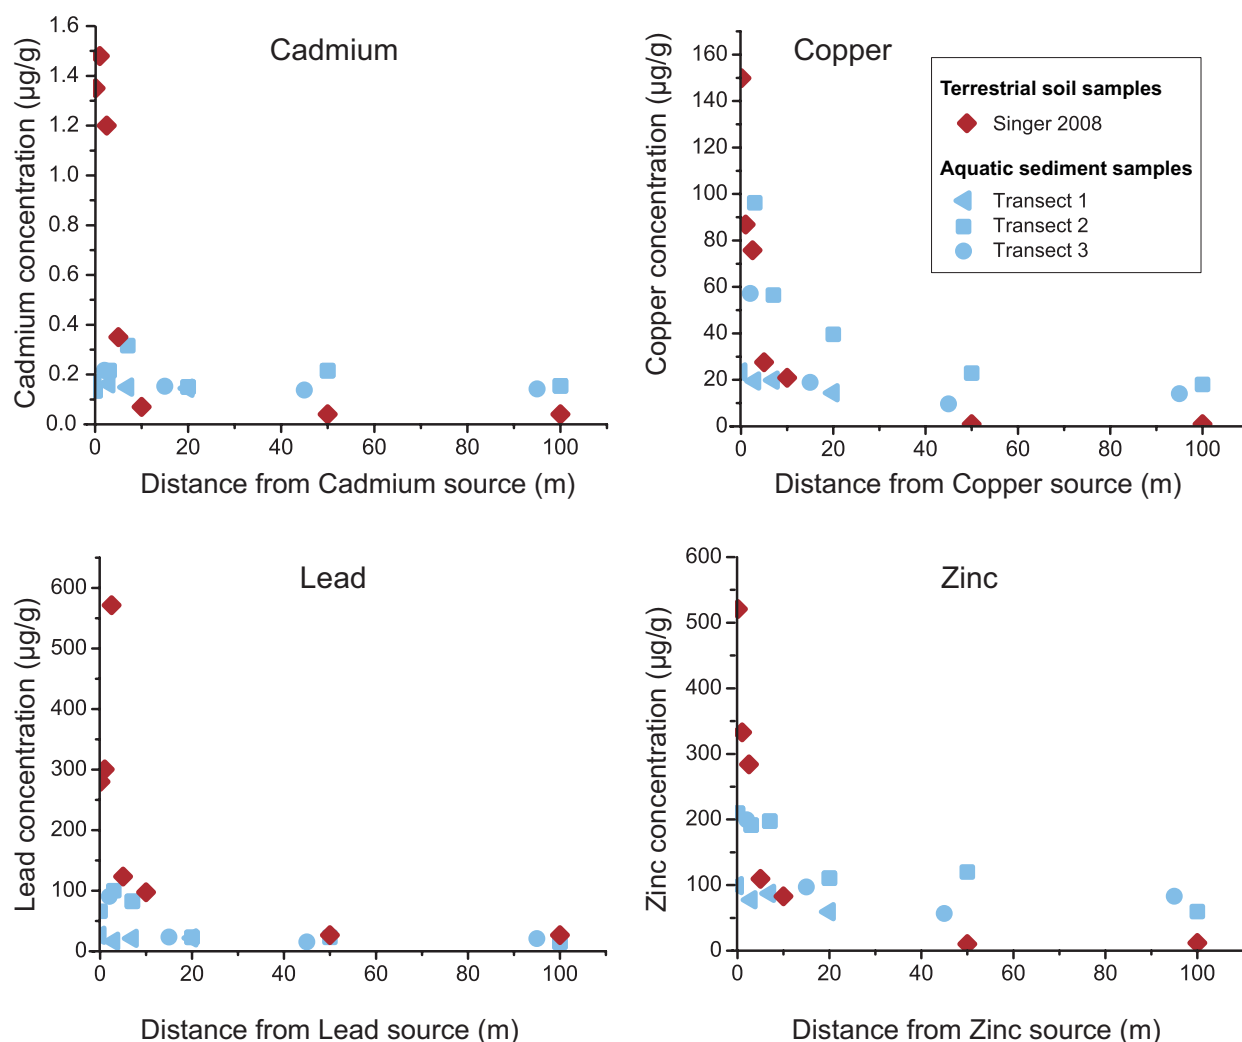 Cadmium
Cadmium concentration (µg/g)
1.6
1.4
1.2
1.0
0.8
0.6
0.4
0.2
0.0
0 20 40 60 80 100
Distance from Cadmium source (m)
Copper
Copper concentration (µg/g)
160
140
120
100
80
60
40
20
0
0 20 40 60 80 100
Distance from Copper source (m)
Terrestrial soil samples
Singer 2008
Aquatic sediment samples
Transect 1
Transect 2
Transect 3
Lead
Lead concentration (µg/g)
600
500
400
300
200
100
0
0 20 40 60 80 100
Distance from Lead source (m)
Zinc
Zinc concentration (µg/g)
600
500
400
300
200
100
0
0 20 40 60 80 100
Distance from Zinc source (m)